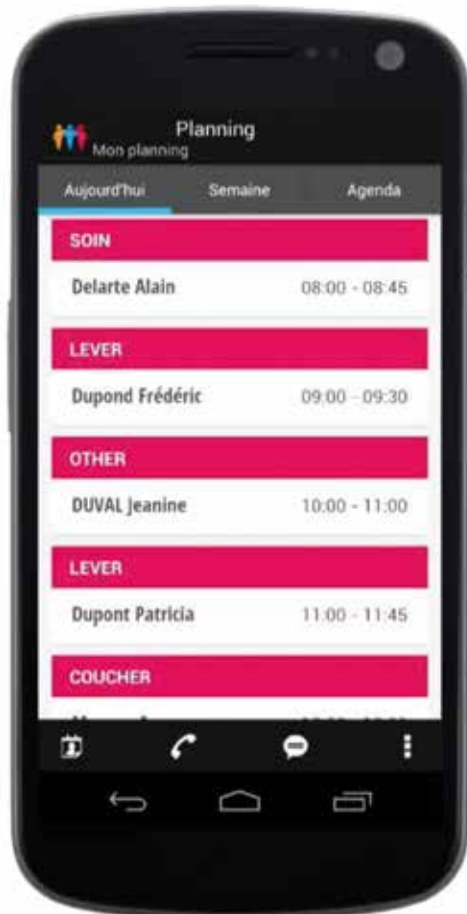 Planning
Mon planning
Aujourd'hui Semaine Agenda
SOIN
Delarte Alain 08:00 - 08:45
LEVER
Dupond Frédéric 09:00 - 09:30
OTHER
DUVAL Jeanine 10:00 - 11:00
LEVER
Dupont Patricia 11:00 - 11:45
COUCHER